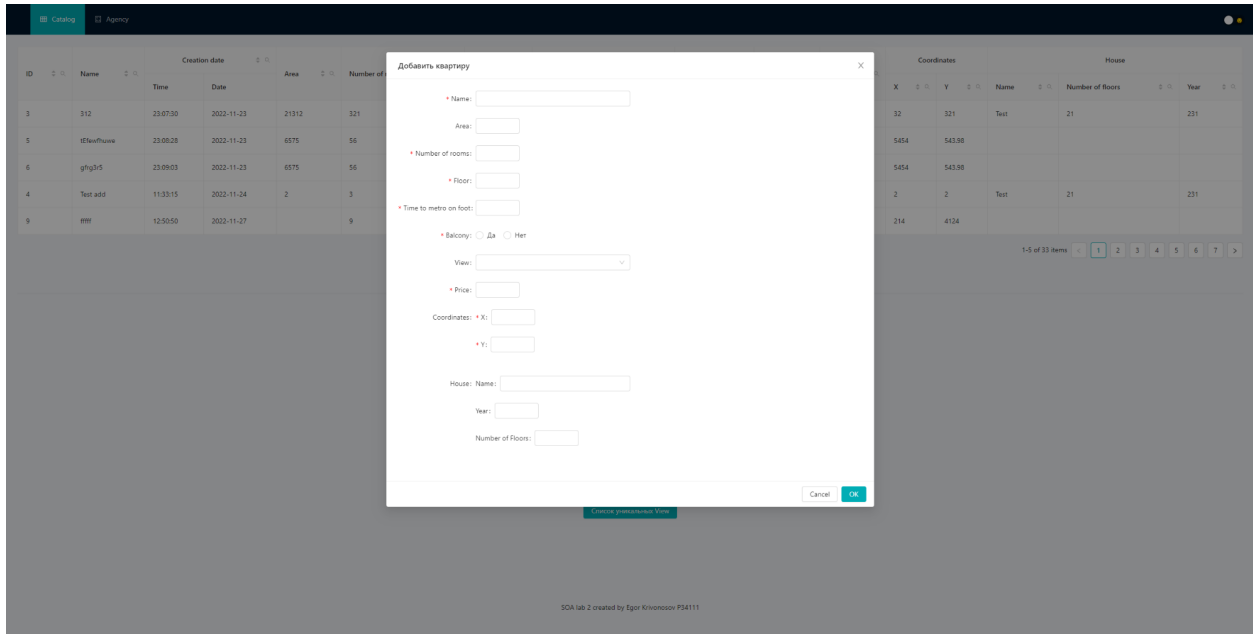 Catalog Agency
Creation date Coordinates House
ID Name Area Number of
Time Date X Y Name Number of floors Year
3 312 23:07:30 2022-11-23 21312 321 32 321 Test 21 231
5 tEfewfhuwe 23:08:28 2022-11-23 6575 56 5454 543.98
6 gfrg3r5 23:09:03 2022-11-23 6575 56 5454 543.98
4 Test add 11:33:15 2022-11-24 2 3 2 2 Test 21 231
9 ffffff 12:50:50 2022-11-27 9 214 4124
1-5 of 33 items < 1 2 3 4 5 6 7 >
Добавить квартиру
* Name:
Area:
* Number of rooms:
* Floor:
* Time to metro on foot:
* Balcony: Да Нет
View:
* Price:
Coordinates: * X:
* Y:
House: Name:
Year:
Number of Floors:
Cancel OK
Список уникальных View
SOA lab 2 created by Egor Krivonosov P34111